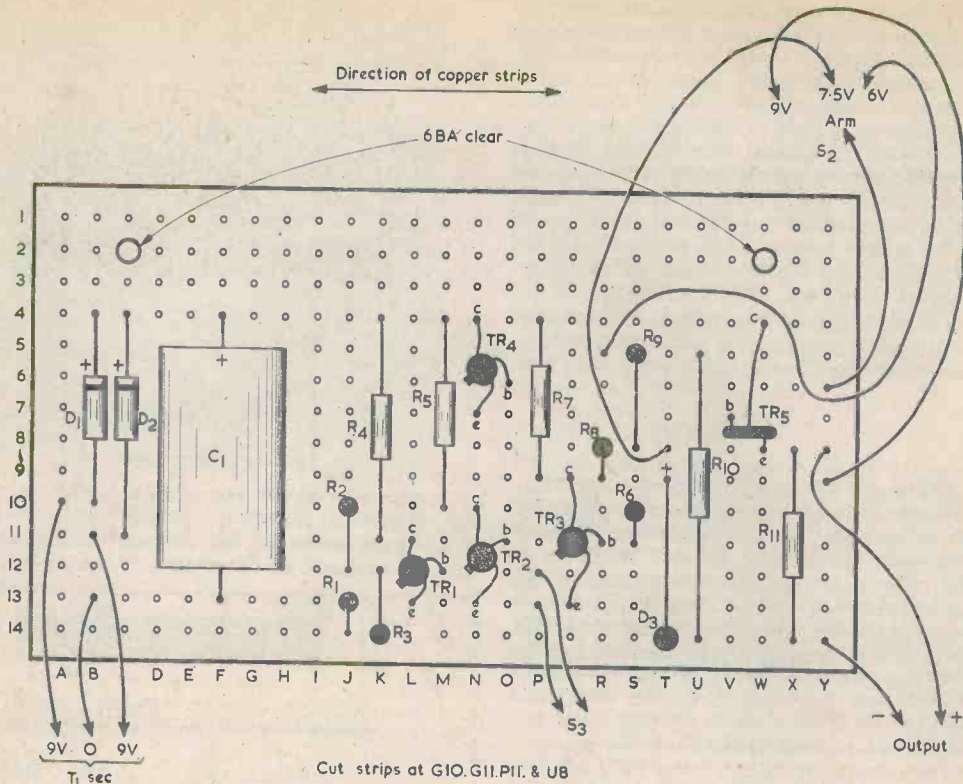 Direction of copper strips
6BA clear
9V 7·5V 6V
Arm
S2
1
2
3
4 c c
5 + + + TR4 R9
6 b
7 D1 D2 R4 R5 e R7 b TR5
8 C1 R8 e
9 c + R10
10 R2 c R6
11 c b TR3 b R11
12 b TR2
13 R1 e TR1 e e D3
14 R3
A B D E F G H I J K L M N O P R S T U V W X Y
9V 0 9V
T1 sec
S3
− +
Output
Cut strips at G10. G11. P11. & U8